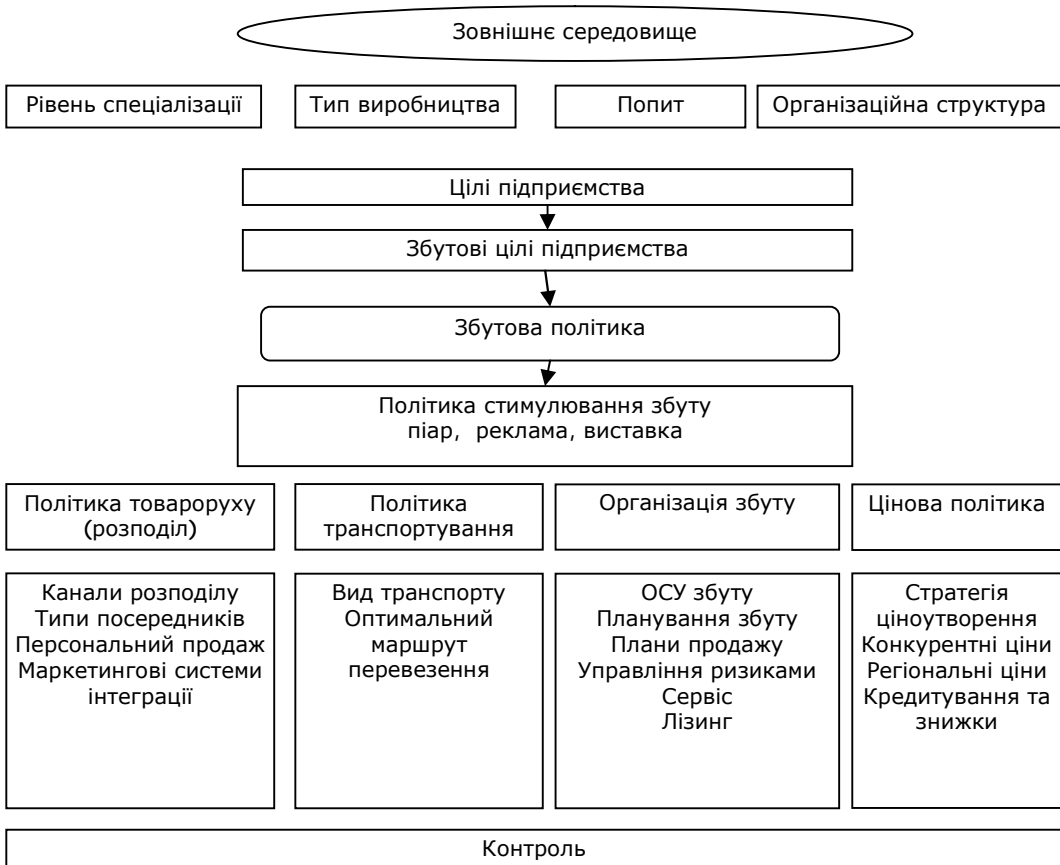 Зовнішнє середовище
Рівень спеціалізації
Тип виробництва
Попит
Організаційна структура
Цілі підприємства
Збутові цілі підприємства
Збутова політика
Політика стимулювання збуту
піар, реклама, виставка
Політика товароруху
(розподіл)
Політика
транспортування
Організація збуту
Цінова політика
Канали розподілу
Типи посередників
Персональний продаж
Маркетингові системи
інтеграції
Вид транспорту
Оптимальний
маршрут
перевезення
ОСУ збуту
Планування збуту
Плани продажу
Управління ризиками
Сервіс
Лізинг
Стратегія
ціноутворення
Конкурентні ціни
Регіональні ціни
Кредитування та
знижки
Контроль